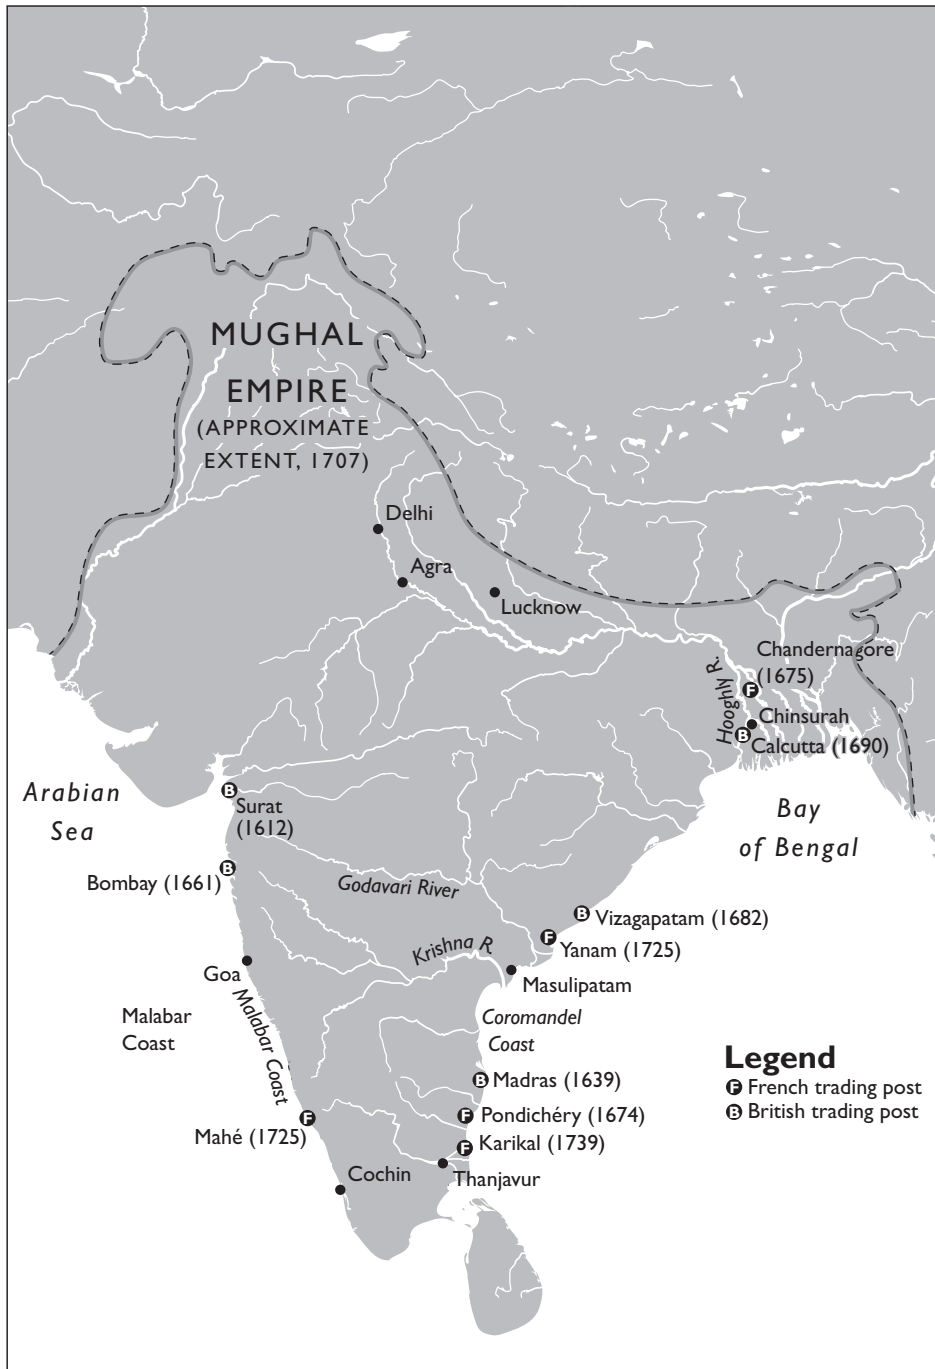 MUGHAL
EMPIRE
(APPROXIMATE
EXTENT, 1707)
Delhi
Agra
Lucknow
Hooghly R.
Chandernagore
(1675)
F
Chinsurah
B
Calcutta (1690)
Arabian
Sea
Bay
of Bengal
B
Surat
(1612)
B
Bombay (1661)
Godavari River
B
Vizagapatam (1682)
F
Yanam (1725)
Krishna R
Masulipatam
Goa
Malabar
Coast
Malabar Coast
Coromandel
Coast
B
Madras (1639)
F
Pondichéry (1674)
F
Karikal (1739)
F
Mahé (1725)
Thanjavur
Cochin
Legend
F French trading post
B British trading post